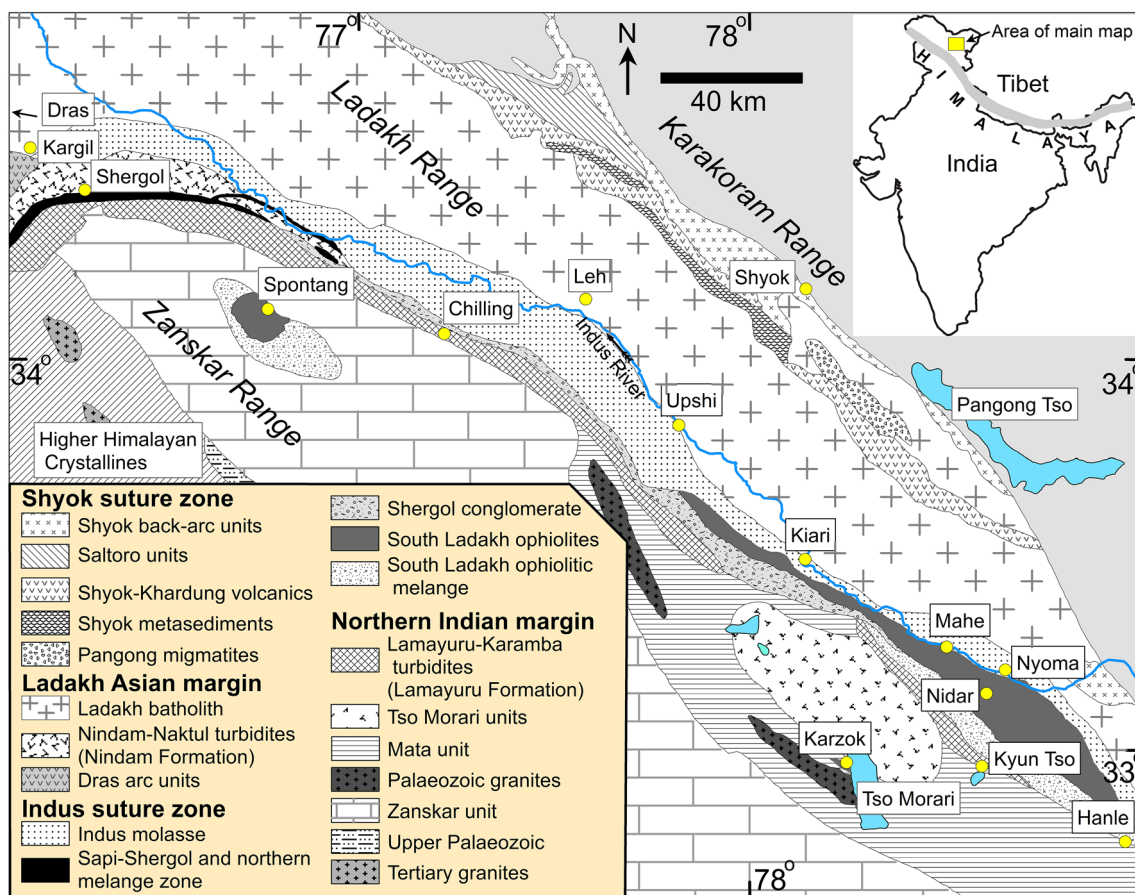 77°
78°
N
40 km
Area of main map
HIMALAYA
Tibet
India
Dras
Kargil
Shergol
Ladakh Range
Karakoram Range
Spontang
Chilling
Leh
Shyok
Indus River
Zanskar Range
34°
34°
Upshi
Pangong Tso
Higher Himalayan
Crystallines
Kiari
Mahe
Nyoma
Nidar
Karzok
Kyun Tso
33°
Tso Morari
Hanle
78°
Shyok suture zone
Shyok back-arc units
Saltoro units
Shyok-Khardung volcanics
Shyok metasediments
Pangong migmatites
Ladakh Asian margin
Ladakh batholith
Nindam-Naktul turbidites
(Nindam Formation)
Dras arc units
Indus suture zone
Indus molasse
Sapi-Shergol and northern
melange zone
Shergol conglomerate
South Ladakh ophiolites
South Ladakh ophiolitic
melange
Northern Indian margin
Lamayuru-Karamba
turbidites
(Lamayuru Formation)
Tso Morari units
Mata unit
Palaeozoic granites
Zanskar unit
Upper Palaeozoic
Tertiary granites